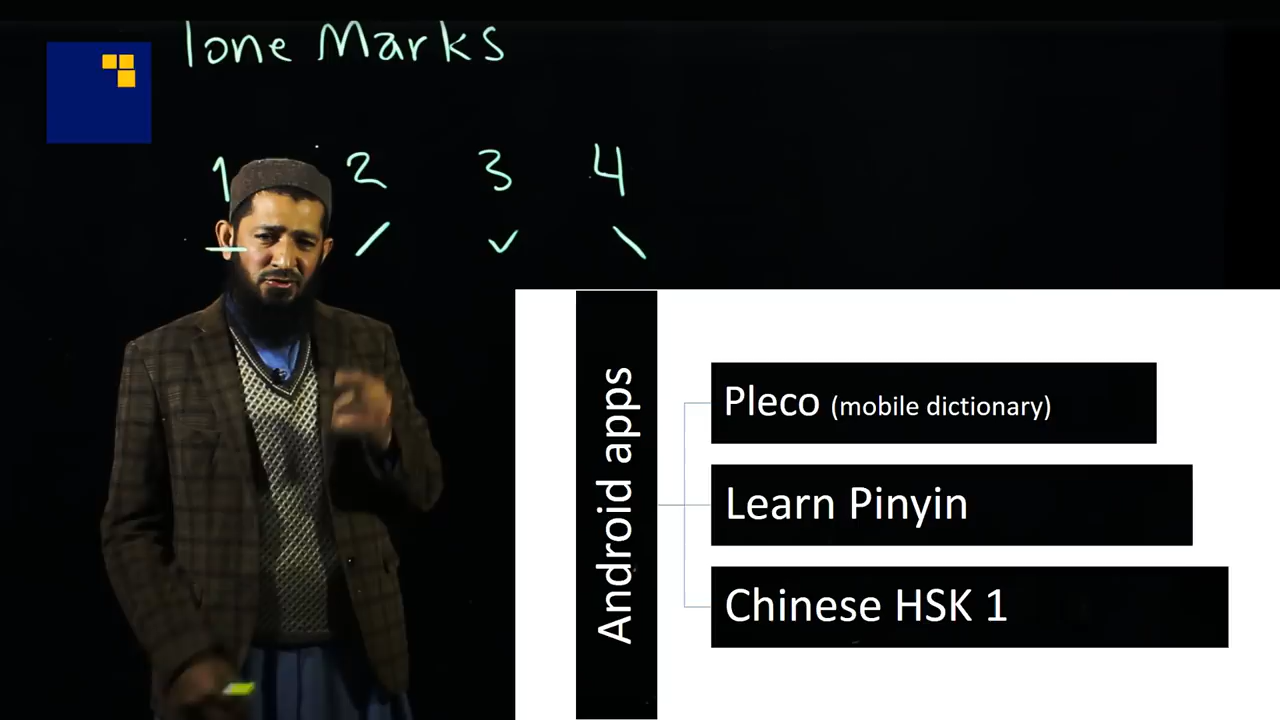 Tone Marks
1 2 3 4
Android apps
Pleco (mobile dictionary)
Learn Pinyin
Chinese HSK 1